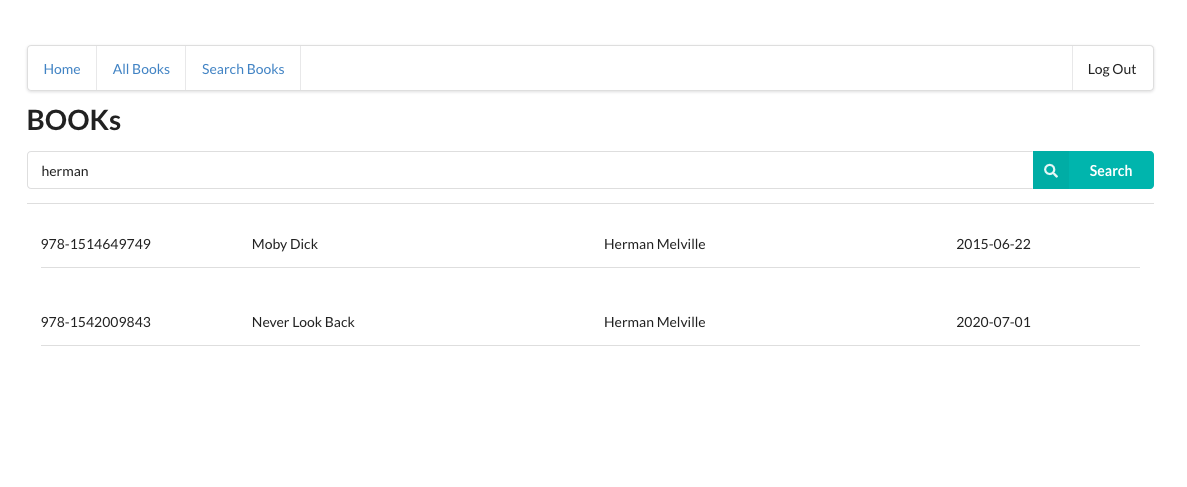 Home All Books Search Books Log Out
BOOKs
herman Search
978-1514649749 Moby Dick Herman Melville 2015-06-22
978-1542009843 Never Look Back Herman Melville 2020-07-01